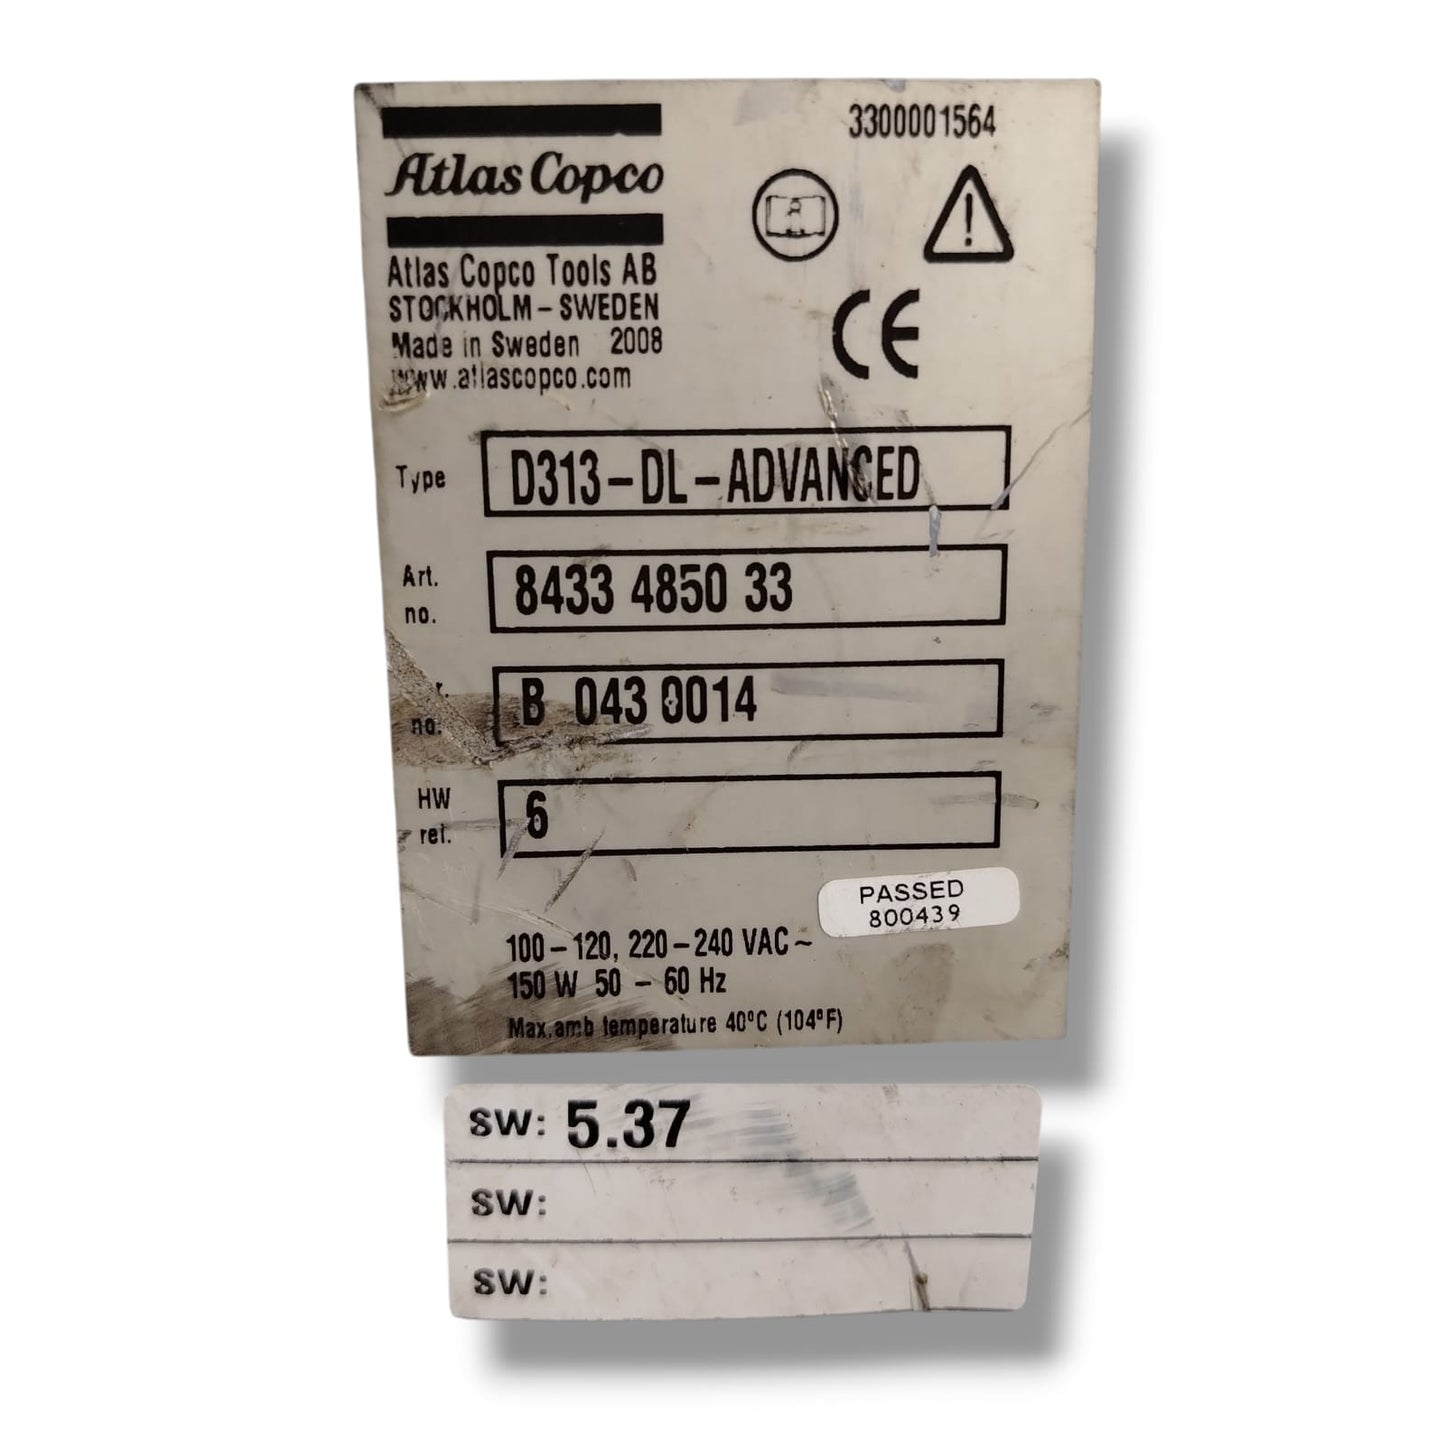 3300001564
Atlas Copco
Atlas Copco Tools AB
STOCKHOLM – SWEDEN
Made in Sweden 2008
www.atlascopco.com
CE
Type D313–DL–ADVANCED
Art. no. 8433 4850 33
no. B 043 0014
HW rel. 6
PASSED
800439
100–120, 220–240 VAC ~
150 W 50 – 60 Hz
Max.amb temperature 40°C (104°F)
SW: 5.37
SW:
SW: